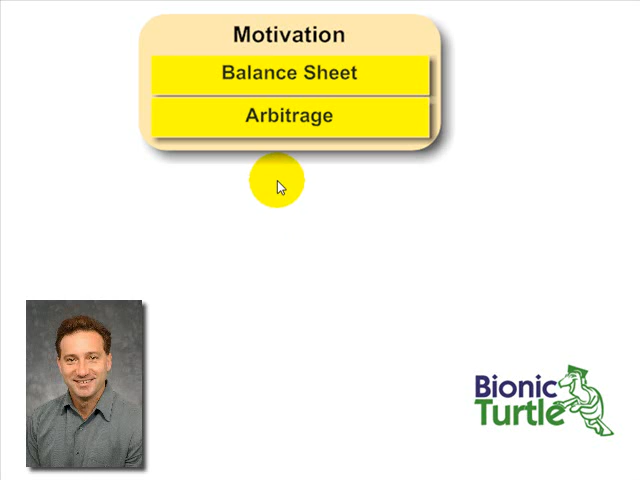 Motivation
Balance Sheet
Arbitrage
Bionic
Turtle